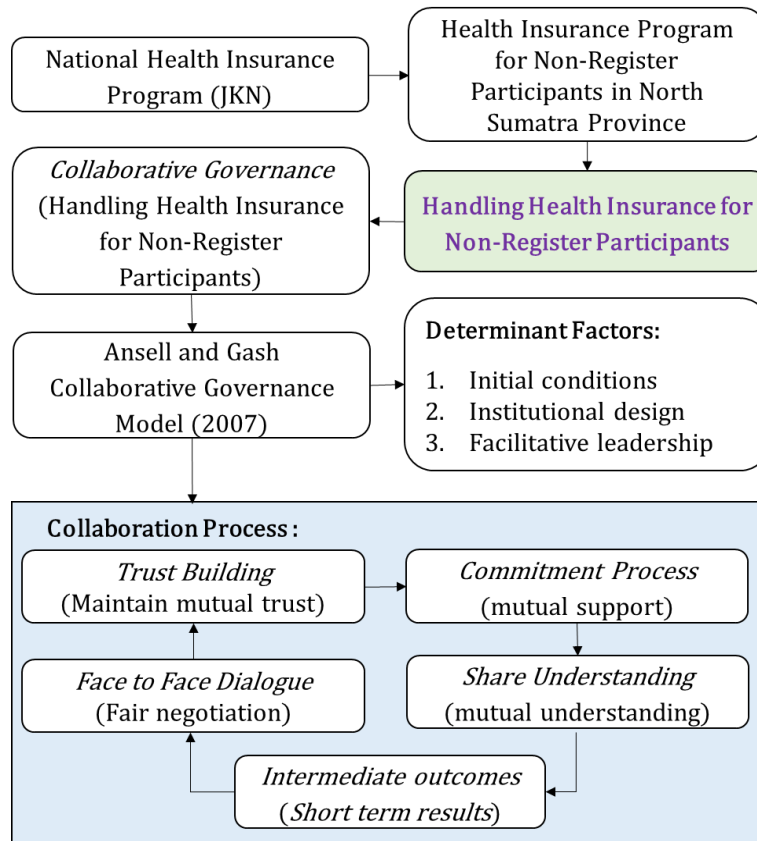 National Health Insurance
Program (JKN)
Health Insurance Program
for Non-Register
Participants in North
Sumatra Province
Collaborative Governance
(Handling Health Insurance
for Non-Register
Participants)
Handling Health Insurance for
Non-Register Participants
Ansell and Gash
Collaborative Governance
Model (2007)
Determinant Factors:
1. Initial conditions
2. Institutional design
3. Facilitative leadership
Collaboration Process :
Trust Building
(Maintain mutual trust)
Commitment Process
(mutual support)
Face to Face Dialogue
(Fair negotiation)
Share Understanding
(mutual understanding)
Intermediate outcomes
(Short term results)